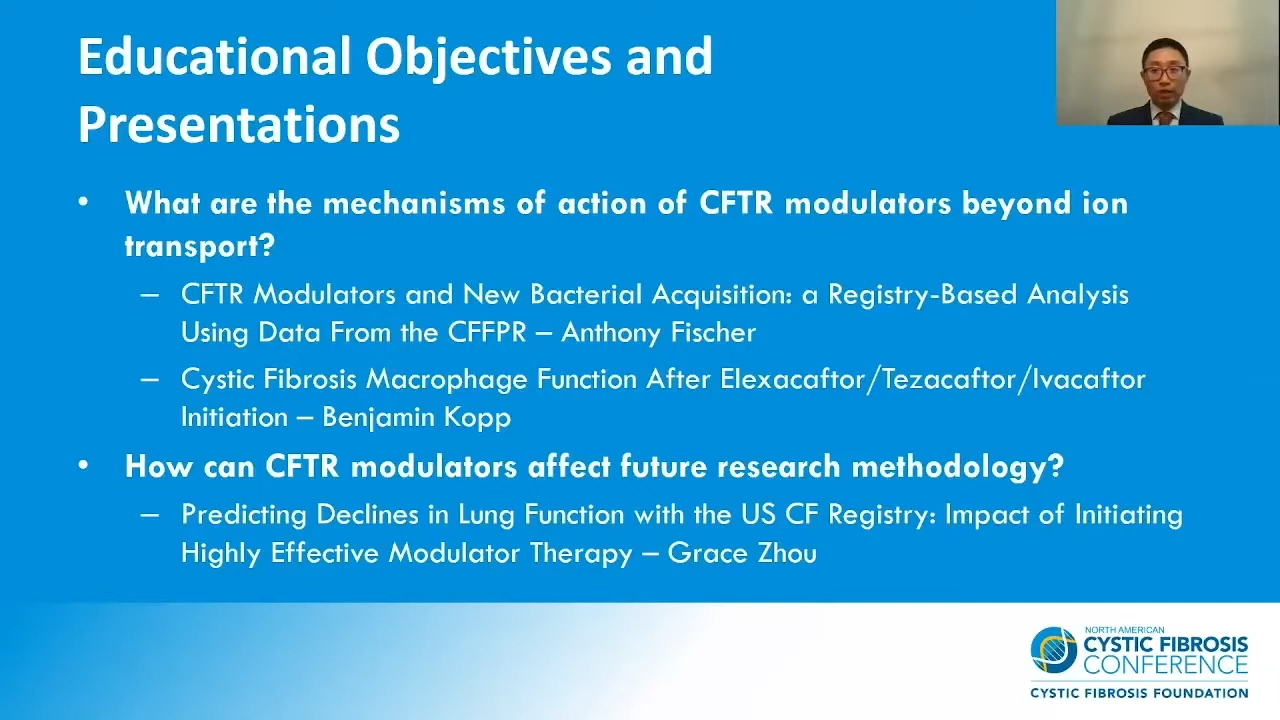 Educational Objectives and
Presentations
• What are the mechanisms of action of CFTR modulators beyond ion
transport?
– CFTR Modulators and New Bacterial Acquisition: a Registry-Based Analysis
Using Data From the CFFPR – Anthony Fischer
– Cystic Fibrosis Macrophage Function After Elexacaftor/Tezacaftor/Ivacaftor
Initiation – Benjamin Kopp
• How can CFTR modulators affect future research methodology?
– Predicting Declines in Lung Function with the US CF Registry: Impact of Initiating
Highly Effective Modulator Therapy – Grace Zhou
NORTH AMERICAN
CYSTIC FIBROSIS
CONFERENCE
CYSTIC FIBROSIS FOUNDATION